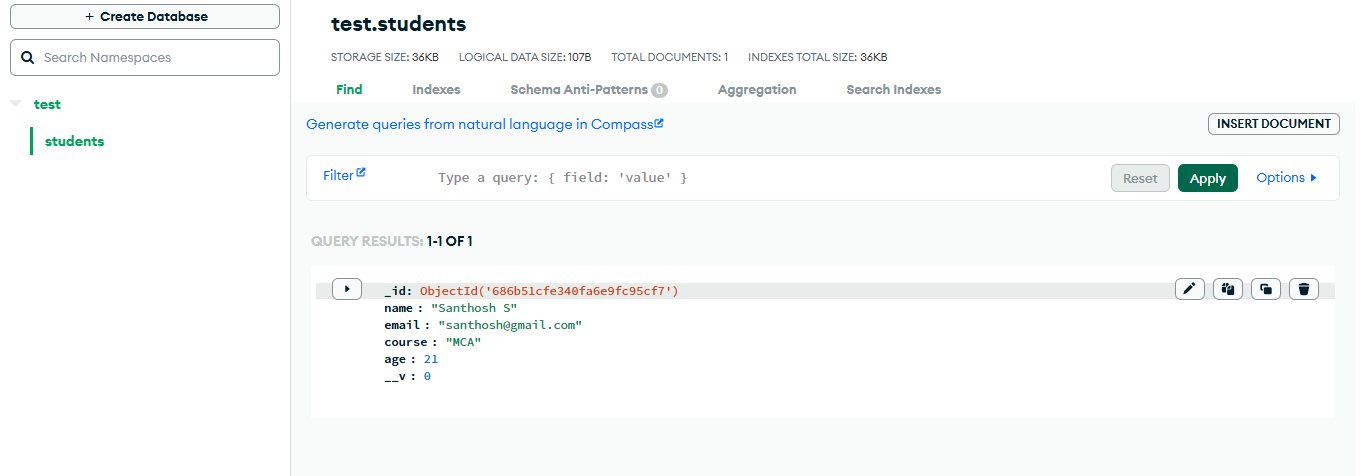 + Create Database
Search Namespaces
test
students
test.students
STORAGE SIZE: 36KB LOGICAL DATA SIZE: 107B TOTAL DOCUMENTS: 1 INDEXES TOTAL SIZE: 36KB
Find Indexes Schema Anti-Patterns 0 Aggregation Search Indexes
Generate queries from natural language in Compass
INSERT DOCUMENT
Filter Type a query: { field: 'value' } Reset Apply Options
QUERY RESULTS: 1-1 OF 1
_id: ObjectId('686b51cfe340fa6e9fc95cf7')
name : "Santhosh S"
email : "santhosh@gmail.com"
course : "MCA"
age : 21
__v : 0